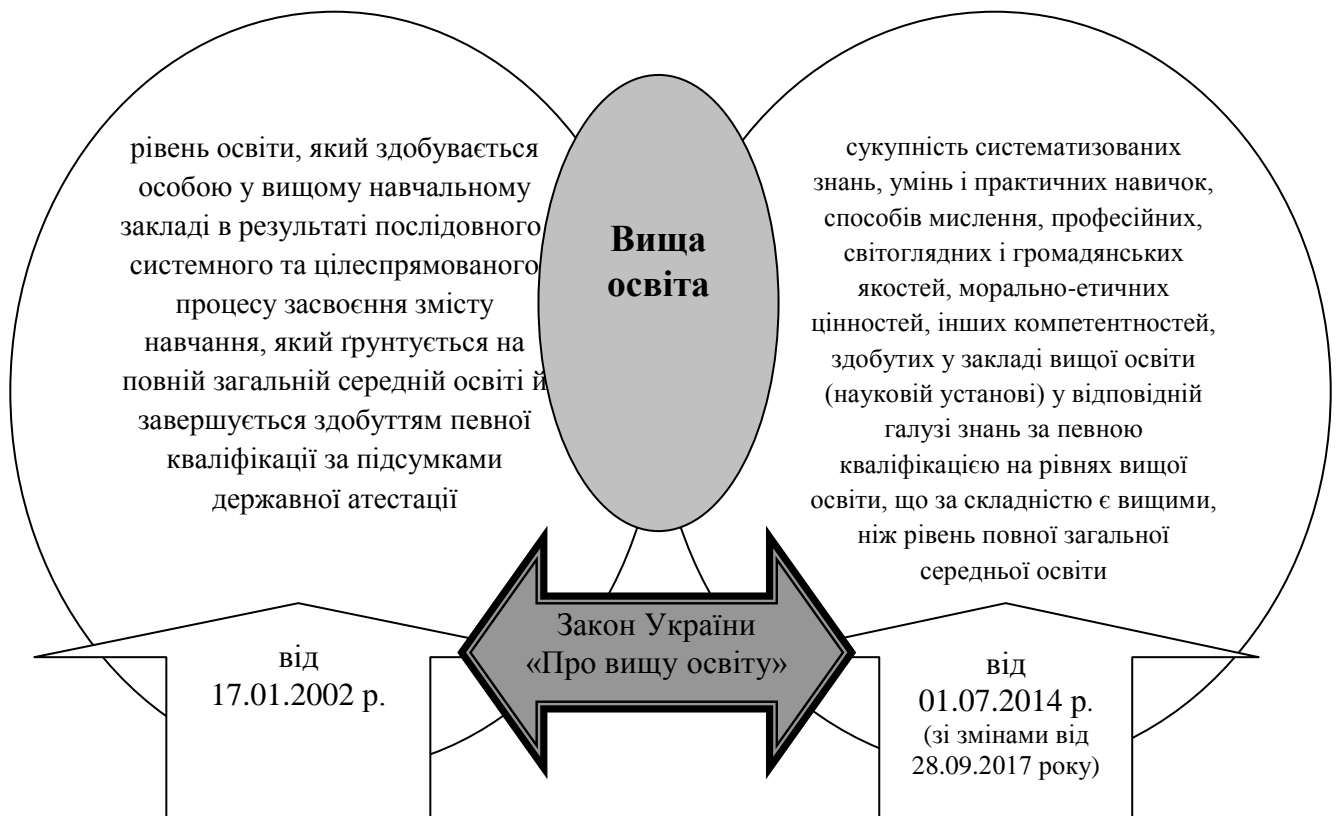 рівень освіти, який здобувається
особою у вищому навчальному
закладі в результаті послідовного,
системного та цілеспрямованого
процесу засвоєння змісту
навчання, який ґрунтується на
повній загальній середній освіті й
завершується здобуттям певної
кваліфікації за підсумками
державної атестації
Вища
освіта
сукупність систематизованих
знань, умінь і практичних навичок,
способів мислення, професійних,
світоглядних і громадянських
якостей, морально-етичних
цінностей, інших компетентностей,
здобутих у закладі вищої освіти
(науковій установі) у відповідній
галузі знань за певною
кваліфікацією на рівнях вищої
освіти, що за складністю є вищими,
ніж рівень повної загальної
середньої освіти
Закон України
«Про вищу освіту»
від
17.01.2002 р.
від
01.07.2014 р.
(зі змінами від
28.09.2017 року)